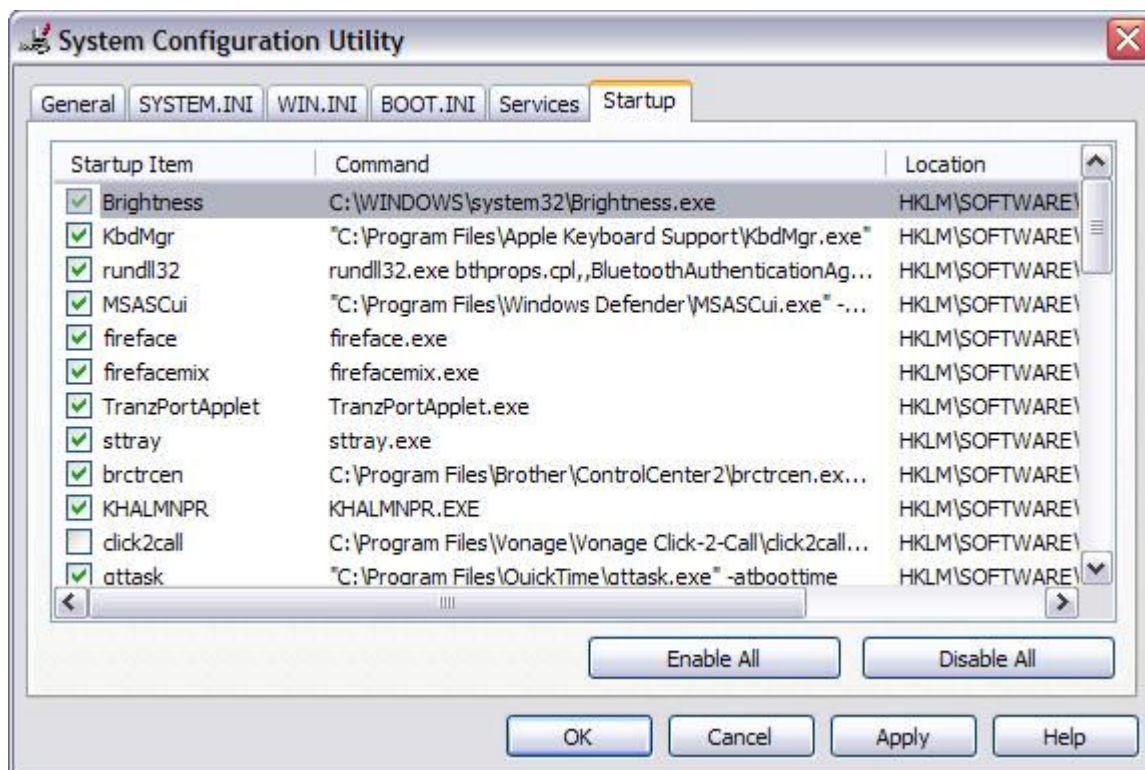 System Configuration Utility
General SYSTEM.INI WIN.INI BOOT.INI Services Startup
Startup Item Command Location
Brightness C:\WINDOWS\system32\Brightness.exe HKLM\SOFTWARE\
KbdMgr "C:\Program Files\Apple Keyboard Support\KbdMgr.exe" HKLM\SOFTWARE\
rundll32 rundll32.exe bthprops.cpl,,BluetoothAuthenticationAg... HKLM\SOFTWARE\
MSASCui "C:\Program Files\Windows Defender\MSASCui.exe" -... HKLM\SOFTWARE\
fireface fireface.exe HKLM\SOFTWARE\
firefacemix firefacemix.exe HKLM\SOFTWARE\
TranzPortApplet TranzPortApplet.exe HKLM\SOFTWARE\
sttray sttray.exe HKLM\SOFTWARE\
brctrcen C:\Program Files\Brother\ControlCenter2\brctrcen.ex... HKLM\SOFTWARE\
KHALMNPR KHALMNPR.EXE HKLM\SOFTWARE\
click2call C:\Program Files\Vonage\Vonage Click-2-Call\click2call... HKLM\SOFTWARE\
qttask "C:\Program Files\QuickTime\qttask.exe" -atboottime HKLM\SOFTWARE\
Enable All Disable All
OK Cancel Apply Help